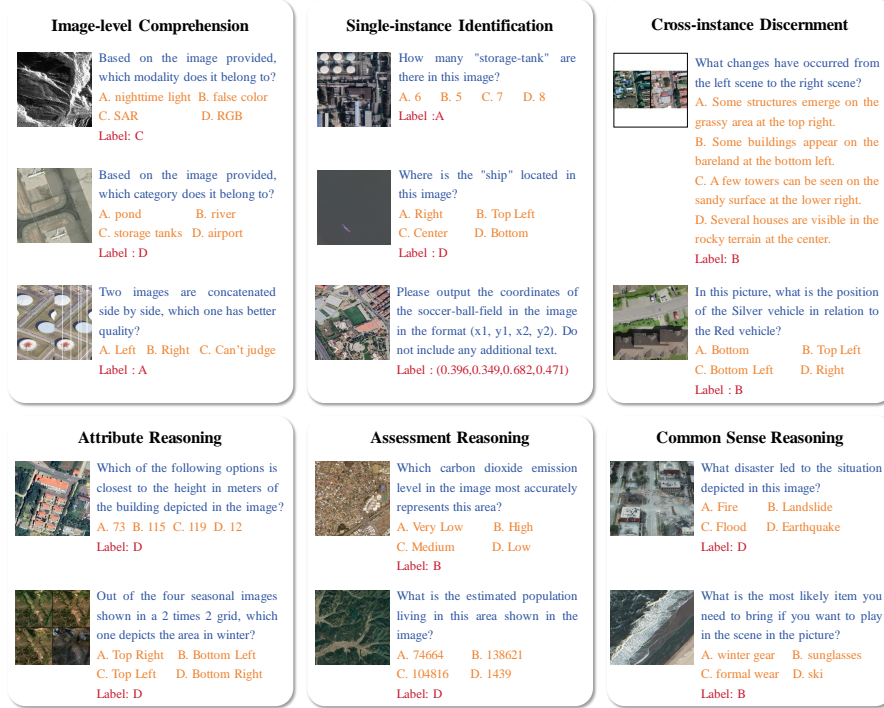 Image-level Comprehension
Based on the image provided,
which modality does it belong to?
A. nighttime light B. false color
C. SAR D. RGB
Label: C
Based on the image provided,
which category does it belong to?
A. pond B. river
C. storage tanks D. airport
Label : D
Two images are concatenated
side by side, which one has better
quality?
A. Left B. Right C. Can't judge
Label : A
Single-instance Identification
How many "storage-tank" are
there in this image?
A. 6 B. 5 C. 7 D. 8
Label :A
Where is the "ship" located in
this image?
A. Right B. Top Left
C. Center D. Bottom
Label : D
Please output the coordinates of
the soccer-ball-field in the image
in the format (x1, y1, x2, y2). Do
not include any additional text.
Label : (0.396,0.349,0.682,0.471)
Cross-instance Discernment
What changes have occurred from
the left scene to the right scene?
A. Some structures emerge on the
grassy area at the top right.
B. Some buildings appear on the
bareland at the bottom left.
C. A few towers can be seen on the
sandy surface at the lower right.
D. Several houses are visible in the
rocky terrain at the center.
Label: B
In this picture, what is the position
of the Silver vehicle in relation to
the Red vehicle?
A. Bottom B. Top Left
C. Bottom Left D. Right
Label : B
Attribute Reasoning
Which of the following options is
closest to the height in meters of
the building depicted in the image?
A. 73 B. 115 C. 119 D. 12
Label: D
Out of the four seasonal images
shown in a 2 times 2 grid, which
one depicts the area in winter?
A. Top Right B. Bottom Left
C. Top Left D. Bottom Right
Label: D
Assessment Reasoning
Which carbon dioxide emission
level in the image most accurately
represents this area?
A. Very Low B. High
C. Medium D. Low
Label: B
What is the estimated population
living in this area shown in the
image?
A. 74664 B. 138621
C. 104816 D. 1439
Label: D
Common Sense Reasoning
What disaster led to the situation
depicted in this image?
A. Fire B. Landslide
C. Flood D. Earthquake
Label: D
What is the most likely item you
need to bring if you want to play
in the scene in the picture?
A. winter gear B. sunglasses
C. formal wear D. ski
Label: B